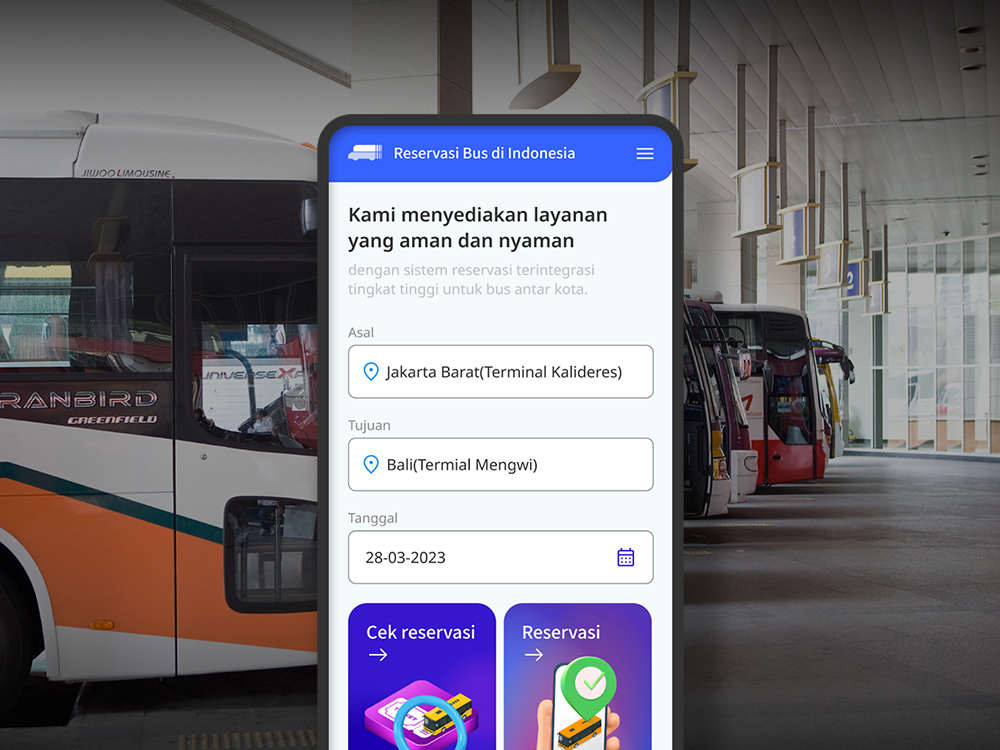 Reservasi Bus di Indonesia
Kami menyediakan layanan
yang aman dan nyaman
dengan sistem reservasi terintegrasi
tingkat tinggi untuk bus antar kota.
Asal
Jakarta Barat(Terminal Kalideres)
Tujuan
Bali(Termial Mengwi)
Tanggal
28-03-2023
Cek reservasi
Reservasi
JIWOO LIMOUSINE
RANBIRD
GREENFIELD
2